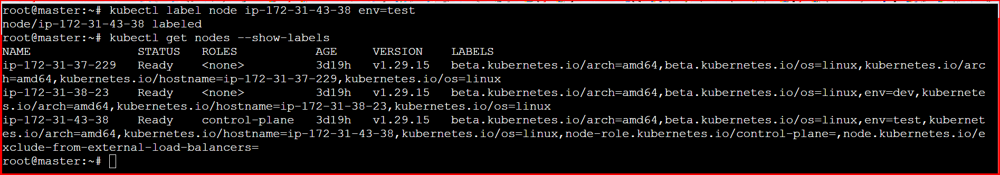 root@master:~# kubectl label node ip-172-31-43-38 env=test
node/ip-172-31-43-38 labeled
root@master:~# kubectl get nodes --show-labels
NAME               STATUS   ROLES           AGE     VERSION    LABELS
ip-172-31-37-229   Ready    <none>          3d19h   v1.29.15   beta.kubernetes.io/arch=amd64,beta.kubernetes.io/os=linux,kubernetes.io/arc
h=amd64,kubernetes.io/hostname=ip-172-31-37-229,kubernetes.io/os=linux
ip-172-31-38-23    Ready    <none>          3d19h   v1.29.15   beta.kubernetes.io/arch=amd64,beta.kubernetes.io/os=linux,env=dev,kubernete
s.io/arch=amd64,kubernetes.io/hostname=ip-172-31-38-23,kubernetes.io/os=linux
ip-172-31-43-38    Ready    control-plane   3d19h   v1.29.15   beta.kubernetes.io/arch=amd64,beta.kubernetes.io/os=linux,env=test,kubernet
es.io/arch=amd64,kubernetes.io/hostname=ip-172-31-43-38,kubernetes.io/os=linux,node-role.kubernetes.io/control-plane=,node.kubernetes.io/e
xclude-from-external-load-balancers=
root@master:~#